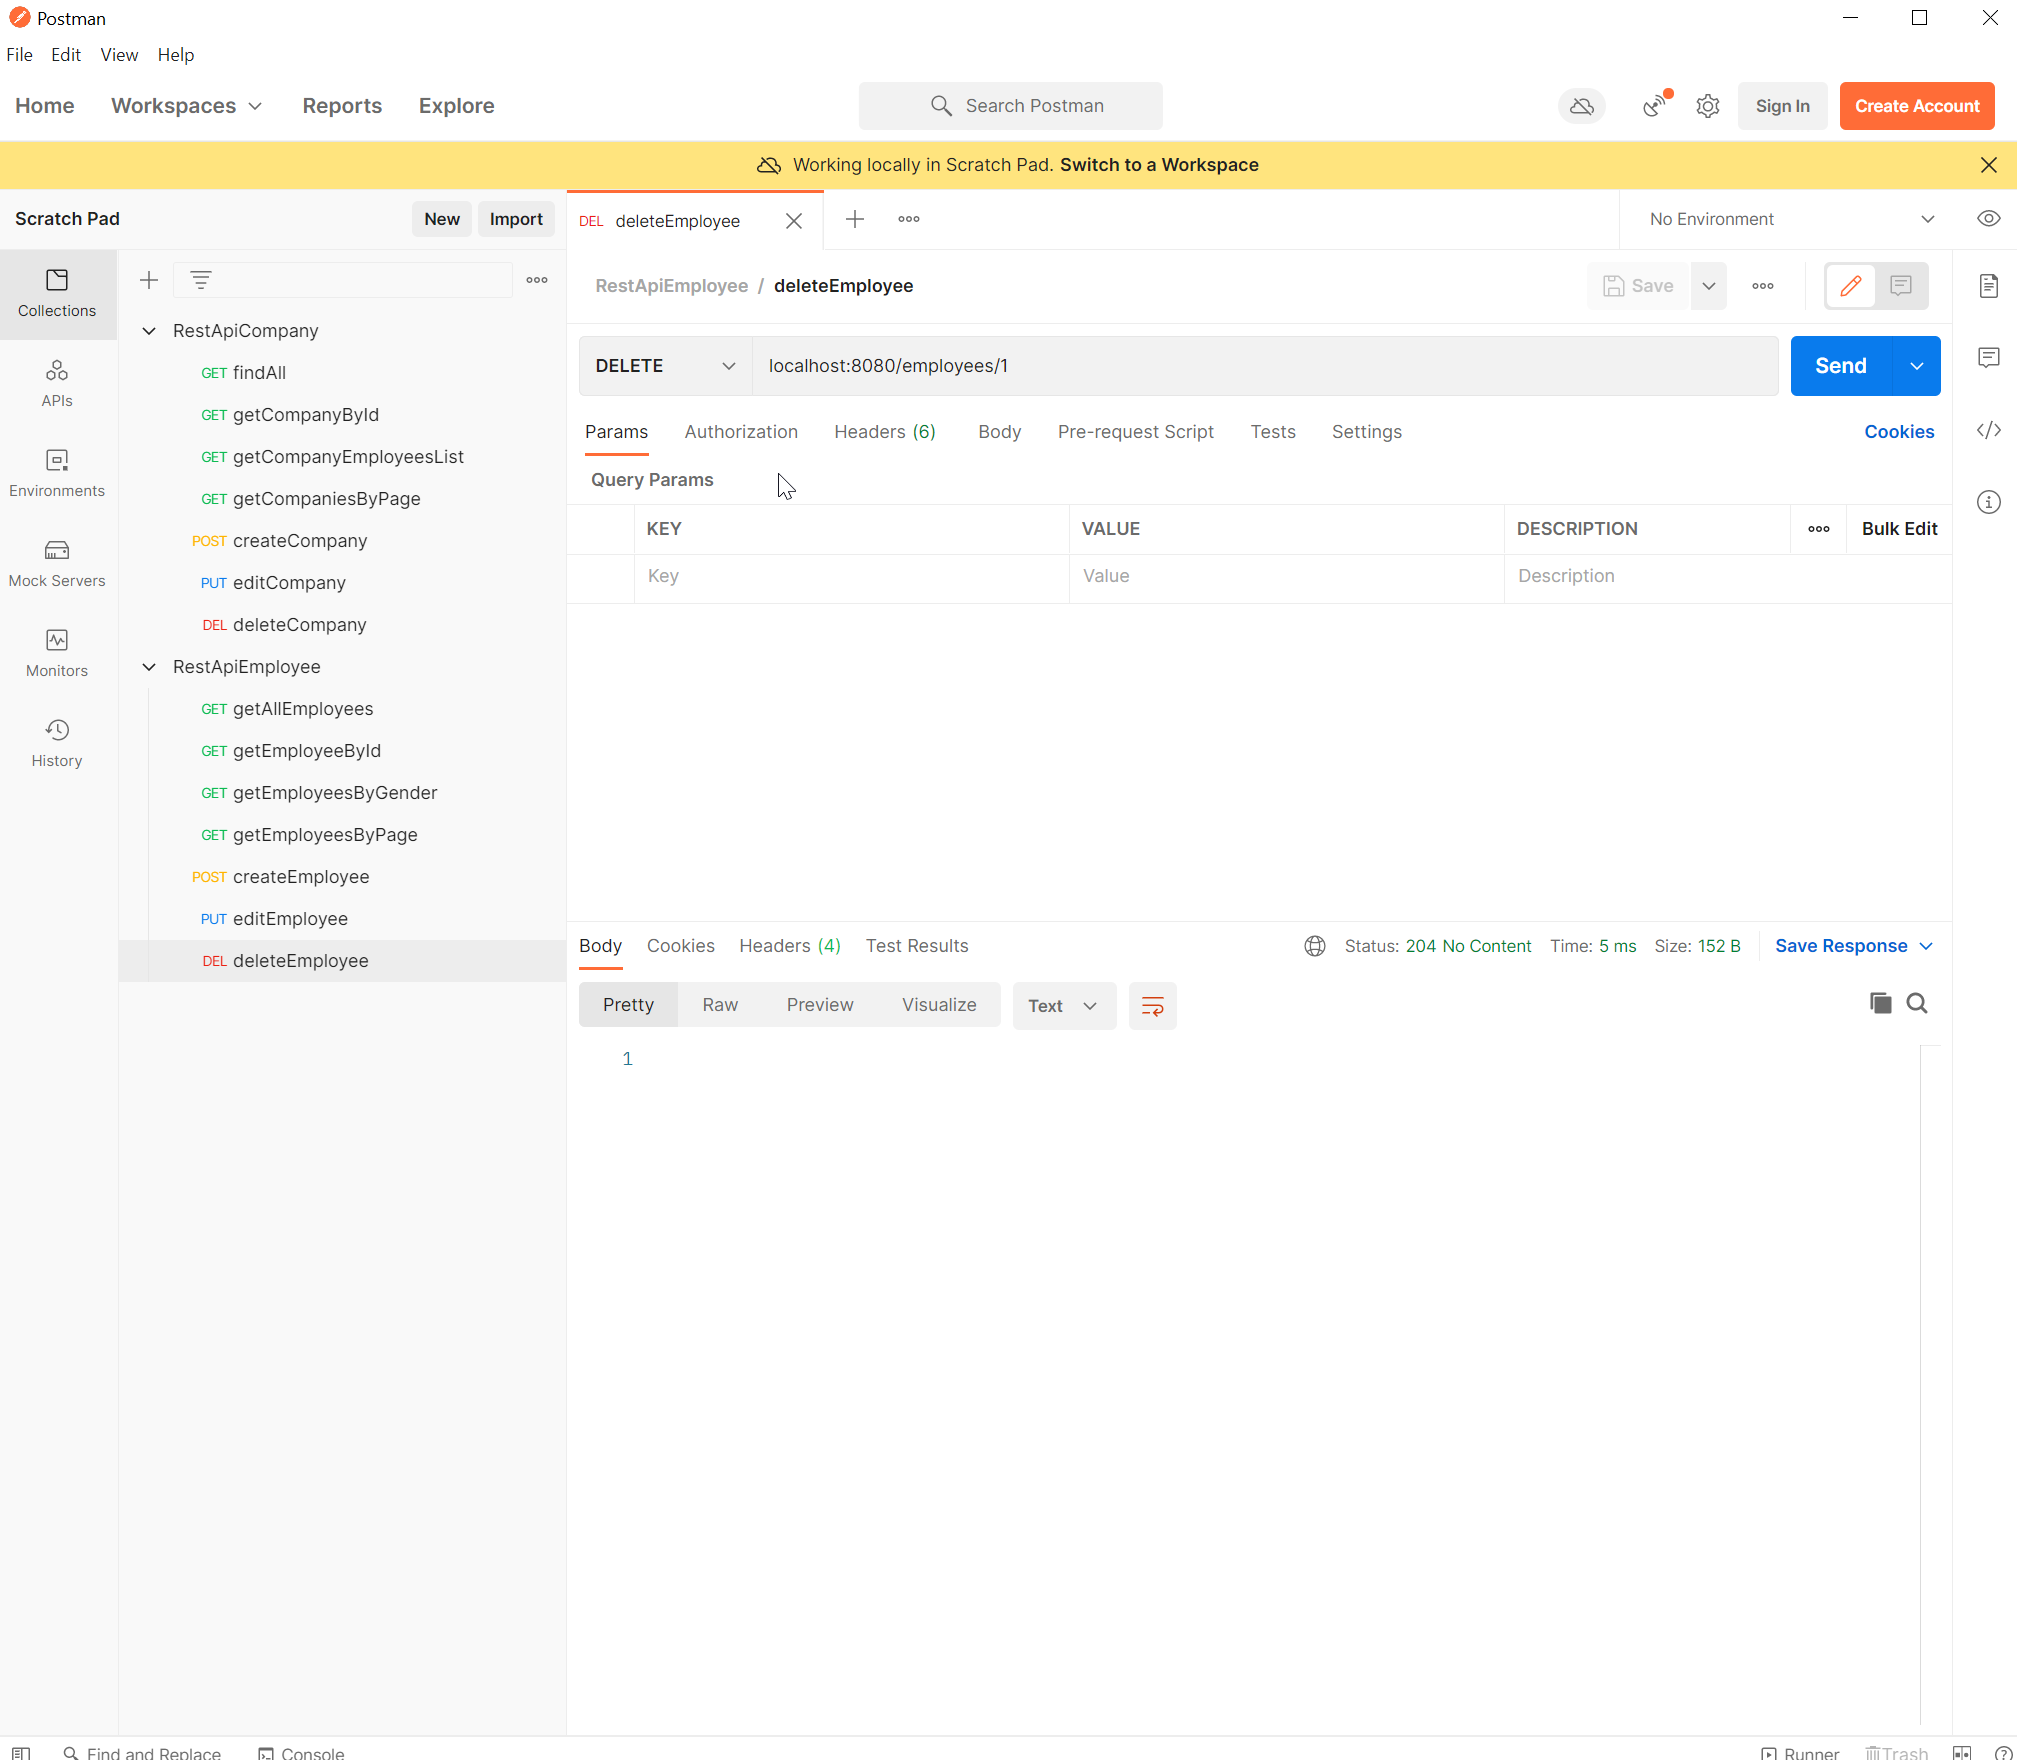 Postman
File Edit View Help
Home Workspaces Reports Explore Search Postman Sign In Create Account
Working locally in Scratch Pad. Switch to a Workspace
Scratch Pad New Import DEL deleteEmployee No Environment
Collections
APIs
Environments
Mock Servers
Monitors
History
RestApiCompany
GET findAll
GET getCompanyById
GET getCompanyEmployeesList
GET getCompaniesByPage
POST createCompany
PUT editCompany
DEL deleteCompany
RestApiEmployee
GET getAllEmployees
GET getEmployeeById
GET getEmployeesByGender
GET getEmployeesByPage
POST createEmployee
PUT editEmployee
DEL deleteEmployee
RestApiEmployee / deleteEmployee Save
DELETE localhost:8080/employees/1 Send
Params Authorization Headers (6) Body Pre-request Script Tests Settings Cookies
Query Params
KEY VALUE DESCRIPTION Bulk Edit
Key Value Description
Body Cookies Headers (4) Test Results Status: 204 No Content Time: 5 ms Size: 152 B Save Response
Pretty Raw Preview Visualize Text
1
Find and Replace Console Runner Trash